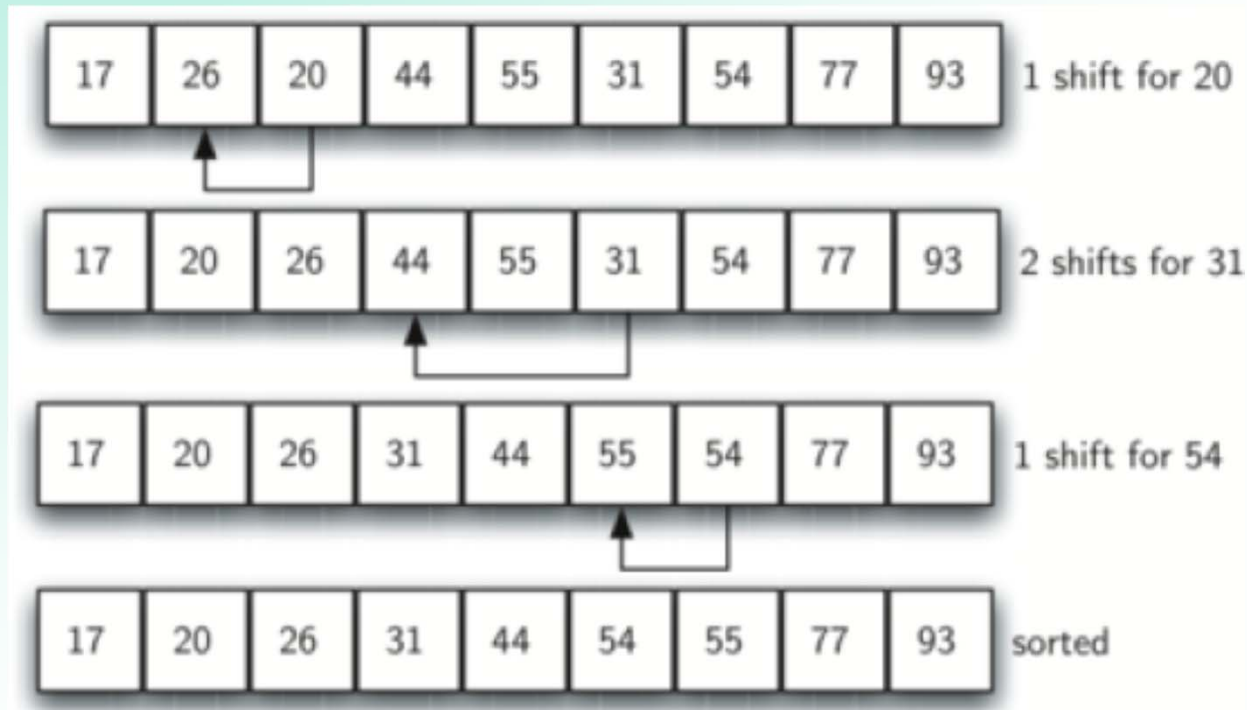 17 26 20 44 55 31 54 77 93 1 shift for 20
17 20 26 44 55 31 54 77 93 2 shifts for 31
17 20 26 31 44 55 54 77 93 1 shift for 54
17 20 26 31 44 54 55 77 93 sorted